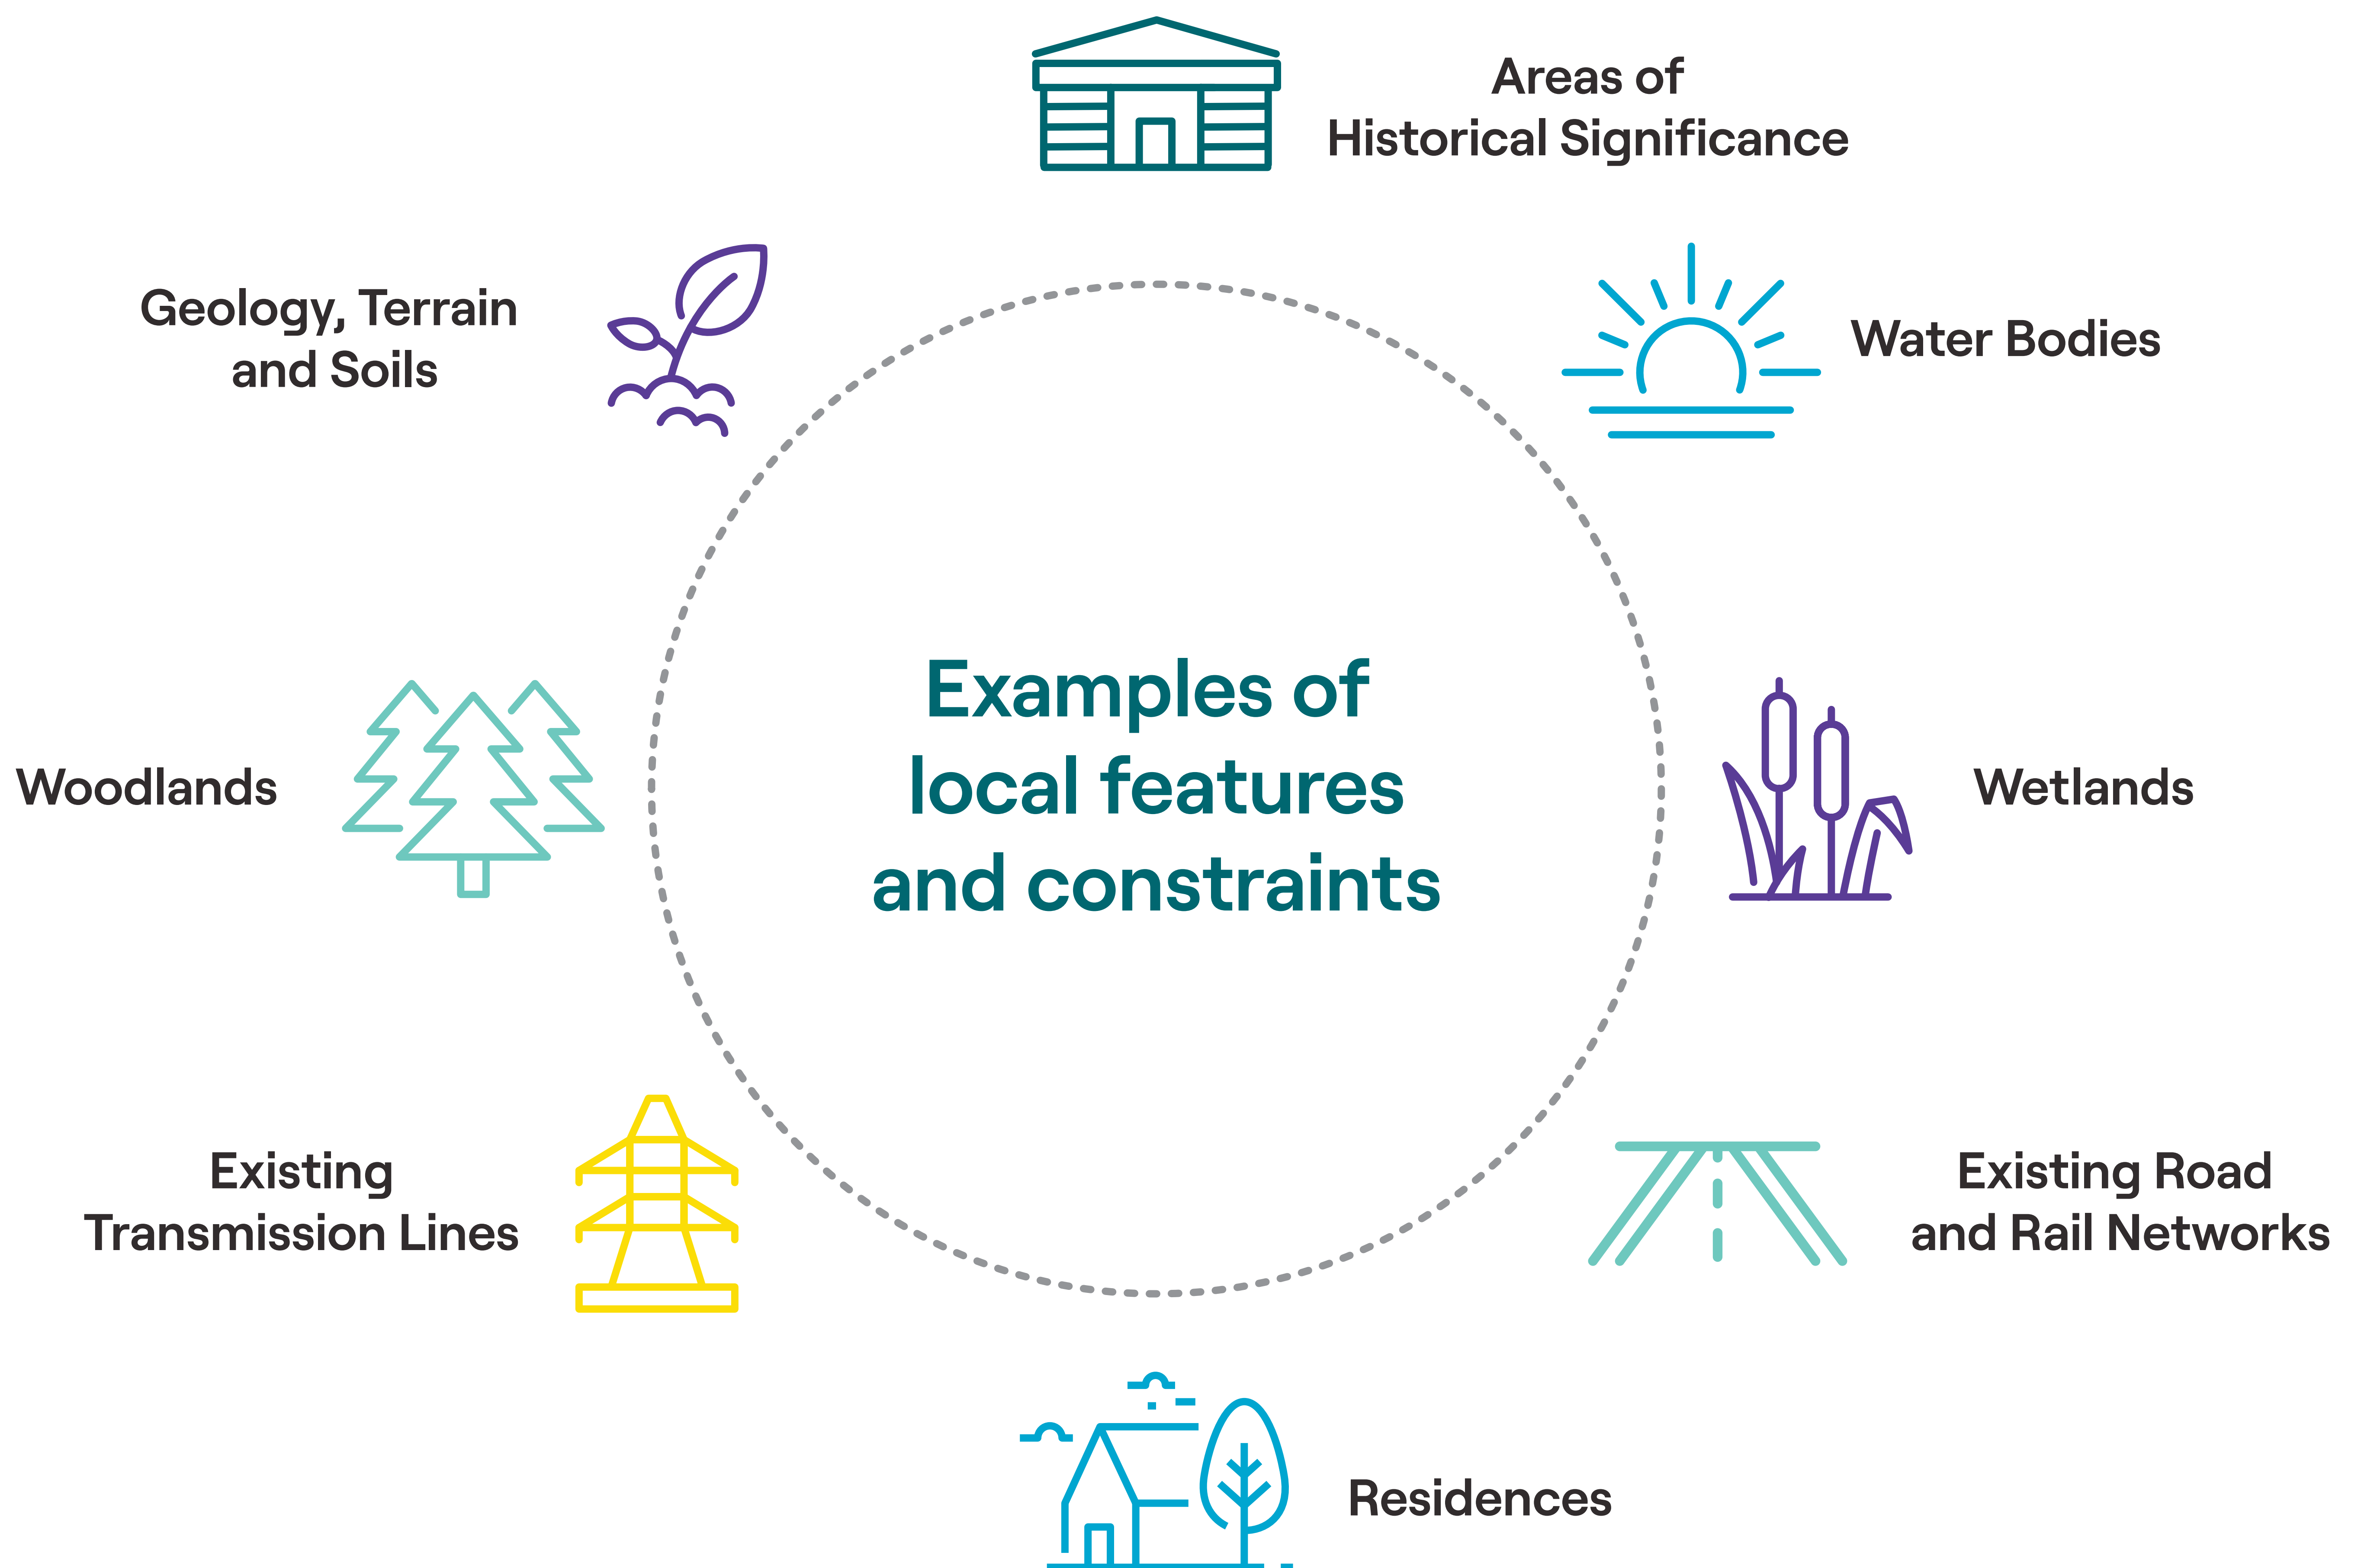 Areas of
Historical Significance
Geology, Terrain
and Soils
Water Bodies
Examples of
local features
and constraints
Woodlands
Wetlands
Existing
Transmission Lines
Existing Road
and Rail Networks
Residences